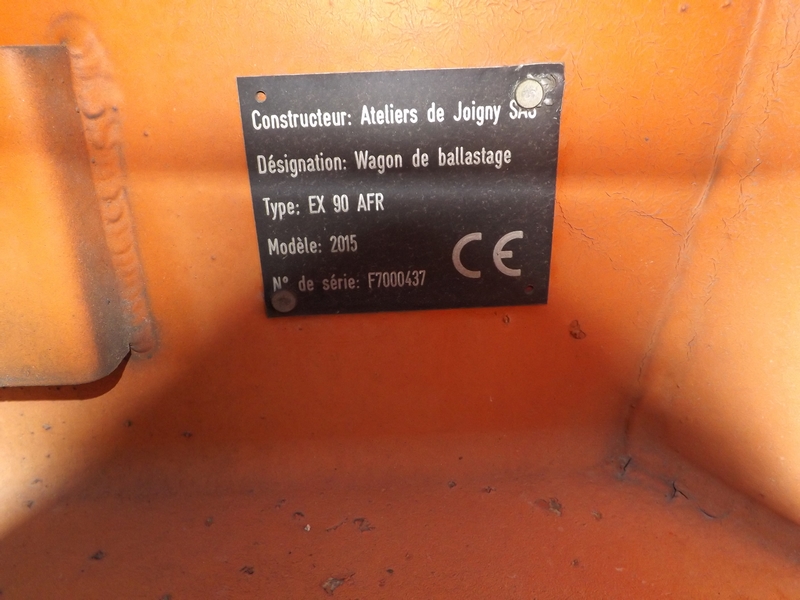 Constructeur: Ateliers de Joigny SAS
Désignation: Wagon de ballastage
Type: EX 90 AFR
Modèle: 2015
CE
N° de série: F7000437